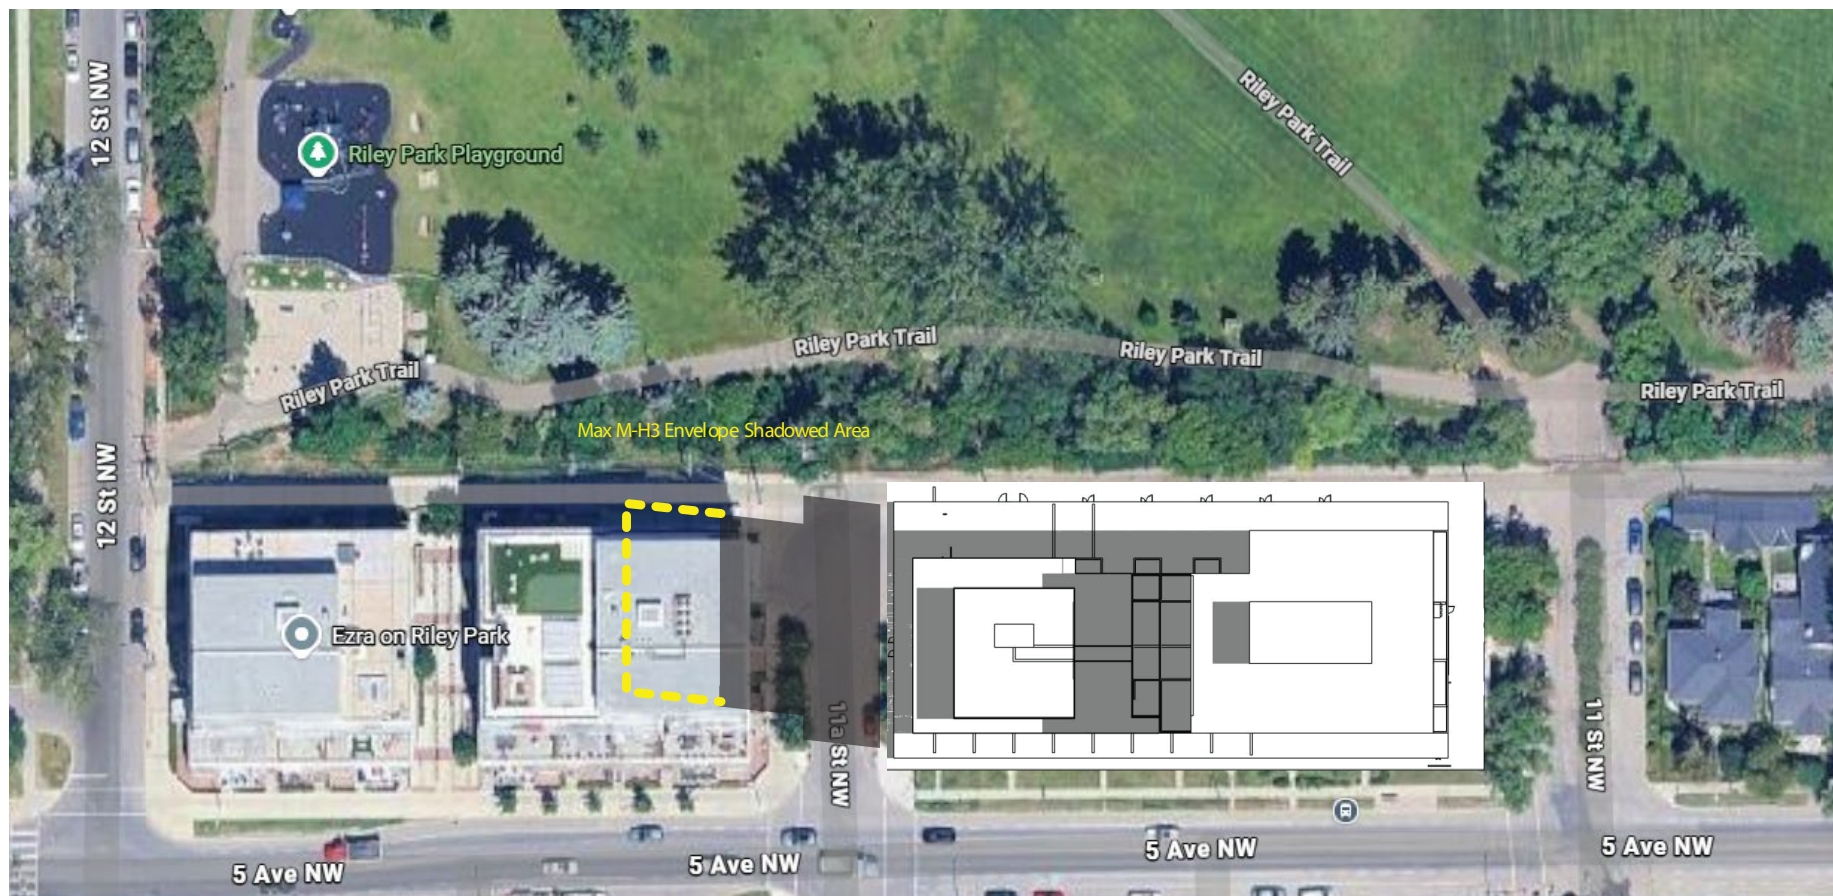 12 St NW
Riley Park Trail
Riley Park Playground
Riley Park Trail
Riley Park Trail
Riley Park Trail
Riley Park Trail
Max M-H3 Envelope Shadowed Area
12 St NW
Ezra on Riley Park
11a St NW
11 St NW
5 Ave NW
5 Ave NW
5 Ave NW
5 Ave NW